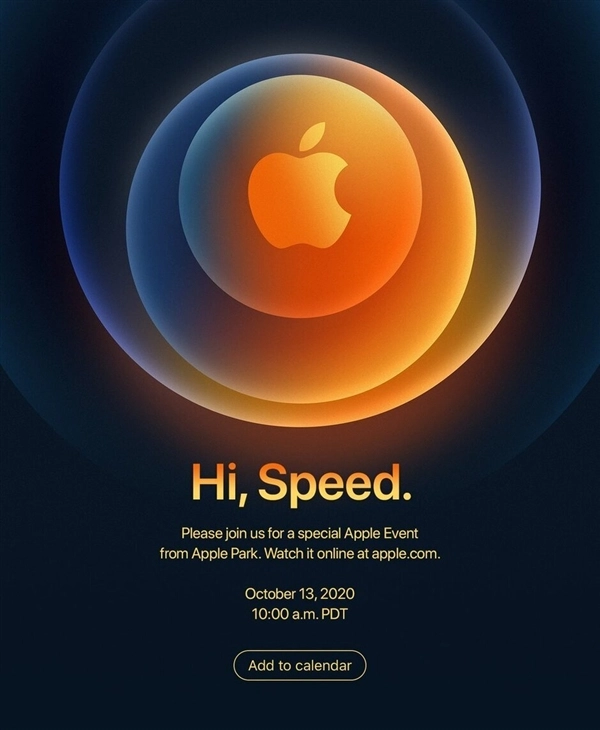 Hi, Speed.
Please join us for a special Apple Event
from Apple Park. Watch it online at apple.com.
October 13, 2020
10:00 a.m. PDT
Add to calendar